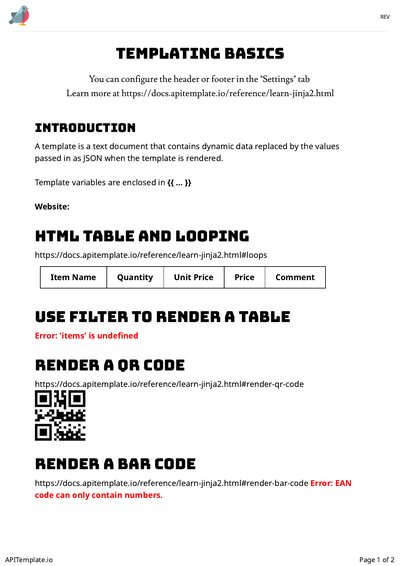 REV
TEMPLATING BASICS
You can configure the header or footer in the "Settings" tab
Learn more at https://docs.apitemplate.io/reference/learn-jinja2.html
INTRODUCTION
A template is a text document that contains dynamic data replaced by the values
passed in as JSON when the template is rendered.
Template variables are enclosed in {{ ... }}
Website:
HTML TABLE AND LOOPING
https://docs.apitemplate.io/reference/learn-jinja2.html#loops
Item Name Quantity Unit Price Price Comment
USE FILTER TO RENDER A TABLE
Error: 'items' is undefined
RENDER A QR CODE
https://docs.apitemplate.io/reference/learn-jinja2.html#render-qr-code
RENDER A BAR CODE
https://docs.apitemplate.io/reference/learn-jinja2.html#render-bar-code Error: EAN
code can only contain numbers.
APITemplate.io Page 1 of 2